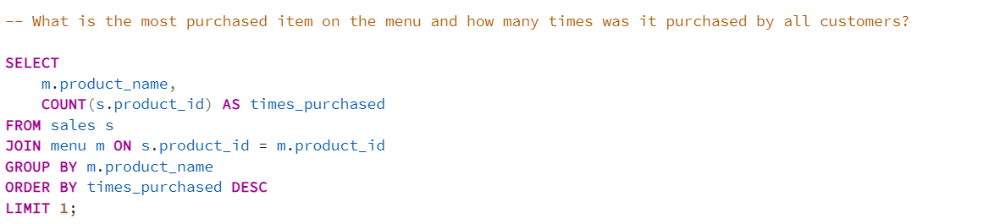 -- What is the most purchased item on the menu and how many times was it purchased by all customers?
SELECT
    m.product_name,
    COUNT(s.product_id) AS times_purchased
FROM sales s
JOIN menu m ON s.product_id = m.product_id
GROUP BY m.product_name
ORDER BY times_purchased DESC
LIMIT 1;